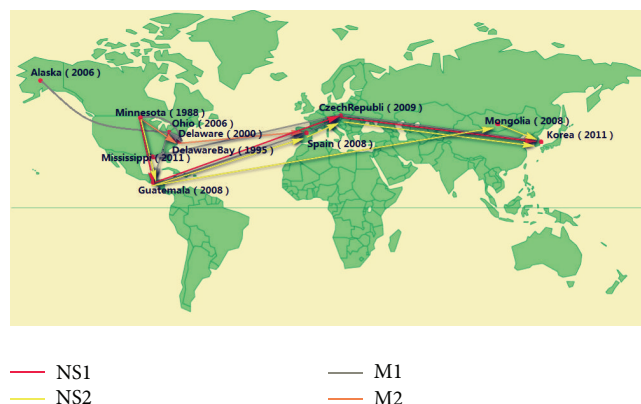 Alaska ( 2006 )
Minnesota ( 1988 )
CzechRepubli ( 2009 )
Ohio ( 2006 )
Mongolia ( 2008 )
Delaware ( 2000 )
Korea ( 2011 )
DelawareBay ( 1995 )
Spain ( 2008 )
Mississippi ( 2011 )
Guatemala ( 2008 )
NS1
M1
NS2
M2